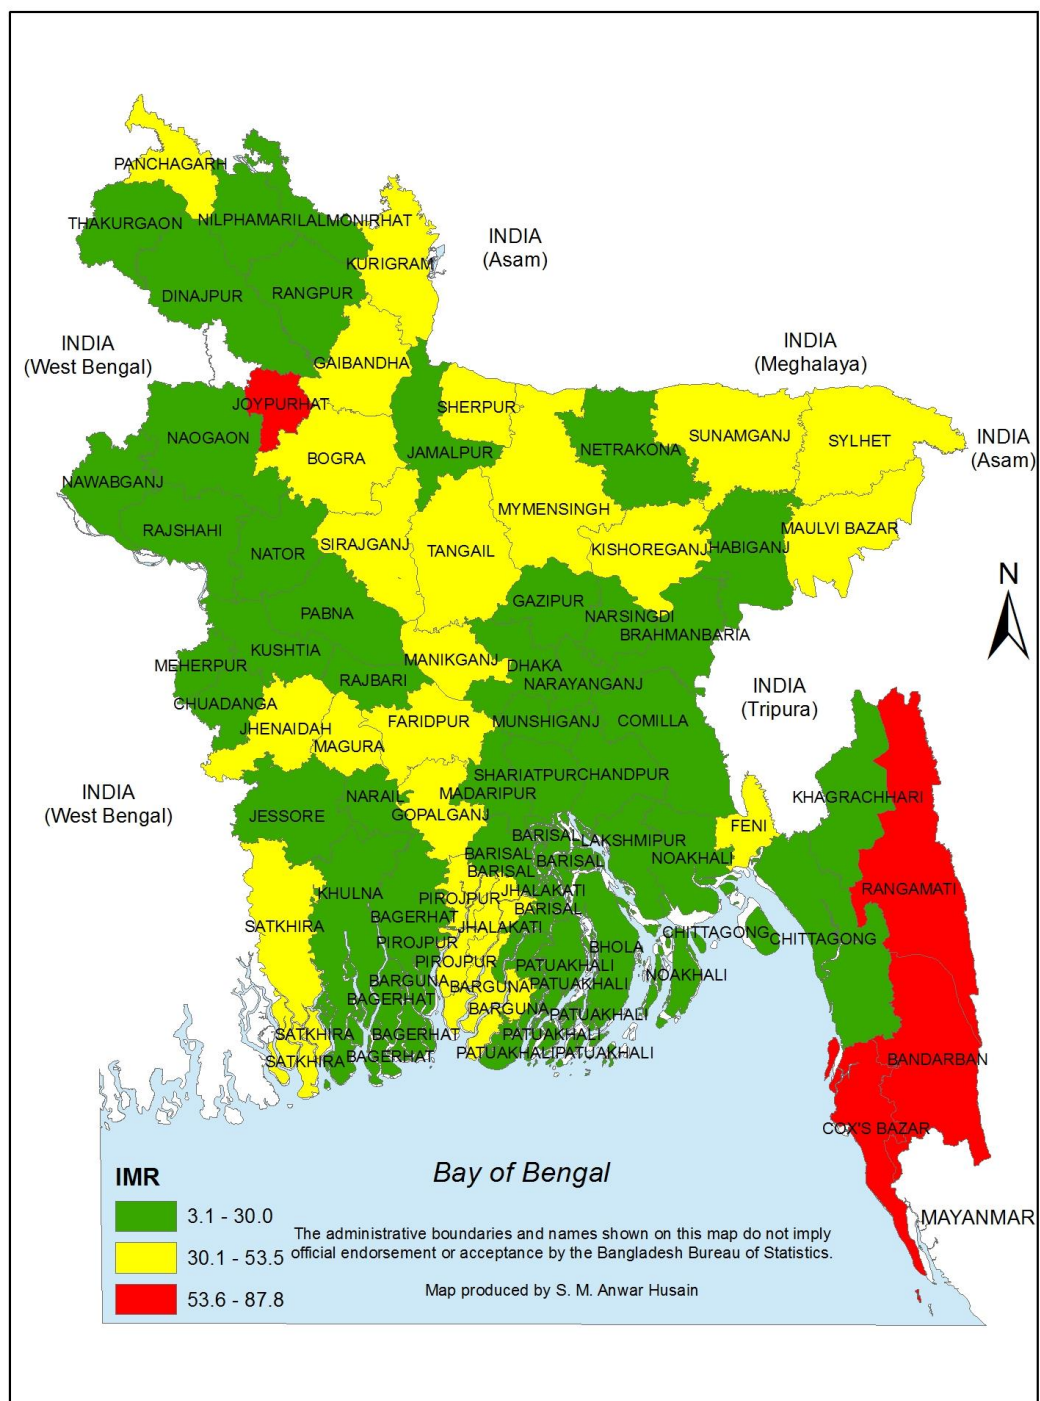 PANCHAGARH
THAKURGAON
NILPHAMARI
LALMONIRHAT
KURIGRAM
INDIA
(Asam)
DINAJPUR
RANGPUR
INDIA
(West Bengal)
GAIBANDHA
INDIA
(Meghalaya)
JOYPURHAT
SHERPUR
NAOGAON
BOGRA
JAMALPUR
NETRAKONA
SUNAMGANJ
SYLHET
INDIA
(Asam)
NAWABGANJ
RAJSHAHI
NATOR
SIRAJGANJ
TANGAIL
MYMENSINGH
KISHOREGANJ
HABIGANJ
MAULVI BAZAR
N
PABNA
GAZIPUR
NARSINGDI
BRAHMANBARIA
MEHERPUR
KUSHTIA
RAJBARI
MANIKGANJ
DHAKA
NARAYANGANJ
INDIA
(Tripura)
CHUADANGA
JHENAIDAH
MAGURA
FARIDPUR
MUNSHIGANJ
COMILLA
INDIA
(West Bengal)
JESSORE
NARAIL
GOPALGANJ
MADARIPUR
SHARIATPUR
CHANDPUR
KHAGRACHHARI
FENI
BARISAL
LAKSHMIPUR
NOAKHALI
BARISAL
BARISAL
BARISAL
KHULNA
PIROJPUR
JHALAKATI
RANGAMATI
SATKHIRA
BAGERHAT
BARISAL
JHALAKATI
CHITTAGONG
CHITTAGONG
PIROJPUR
BHOLA
PIROJPUR
PATUAKHALI
NOAKHALI
BARGUNA
BARGUNA
PATUAKHALI
BAGERHAT
BARGUNA
PATUAKHALI
SATKHIRA
BAGERHAT
PATUAKHALI
SATKHIRA
BAGERHAT
PATUAKHALI
PATUAKHALI
BANDARBAN
COX'S BAZAR
Bay of Bengal
MAYANMAR
IMR
3.1 - 30.0
30.1 - 53.5
53.6 - 87.8
The administrative boundaries and names shown on this map do not imply
official endorsement or acceptance by the Bangladesh Bureau of Statistics.
Map produced by S. M. Anwar Husain